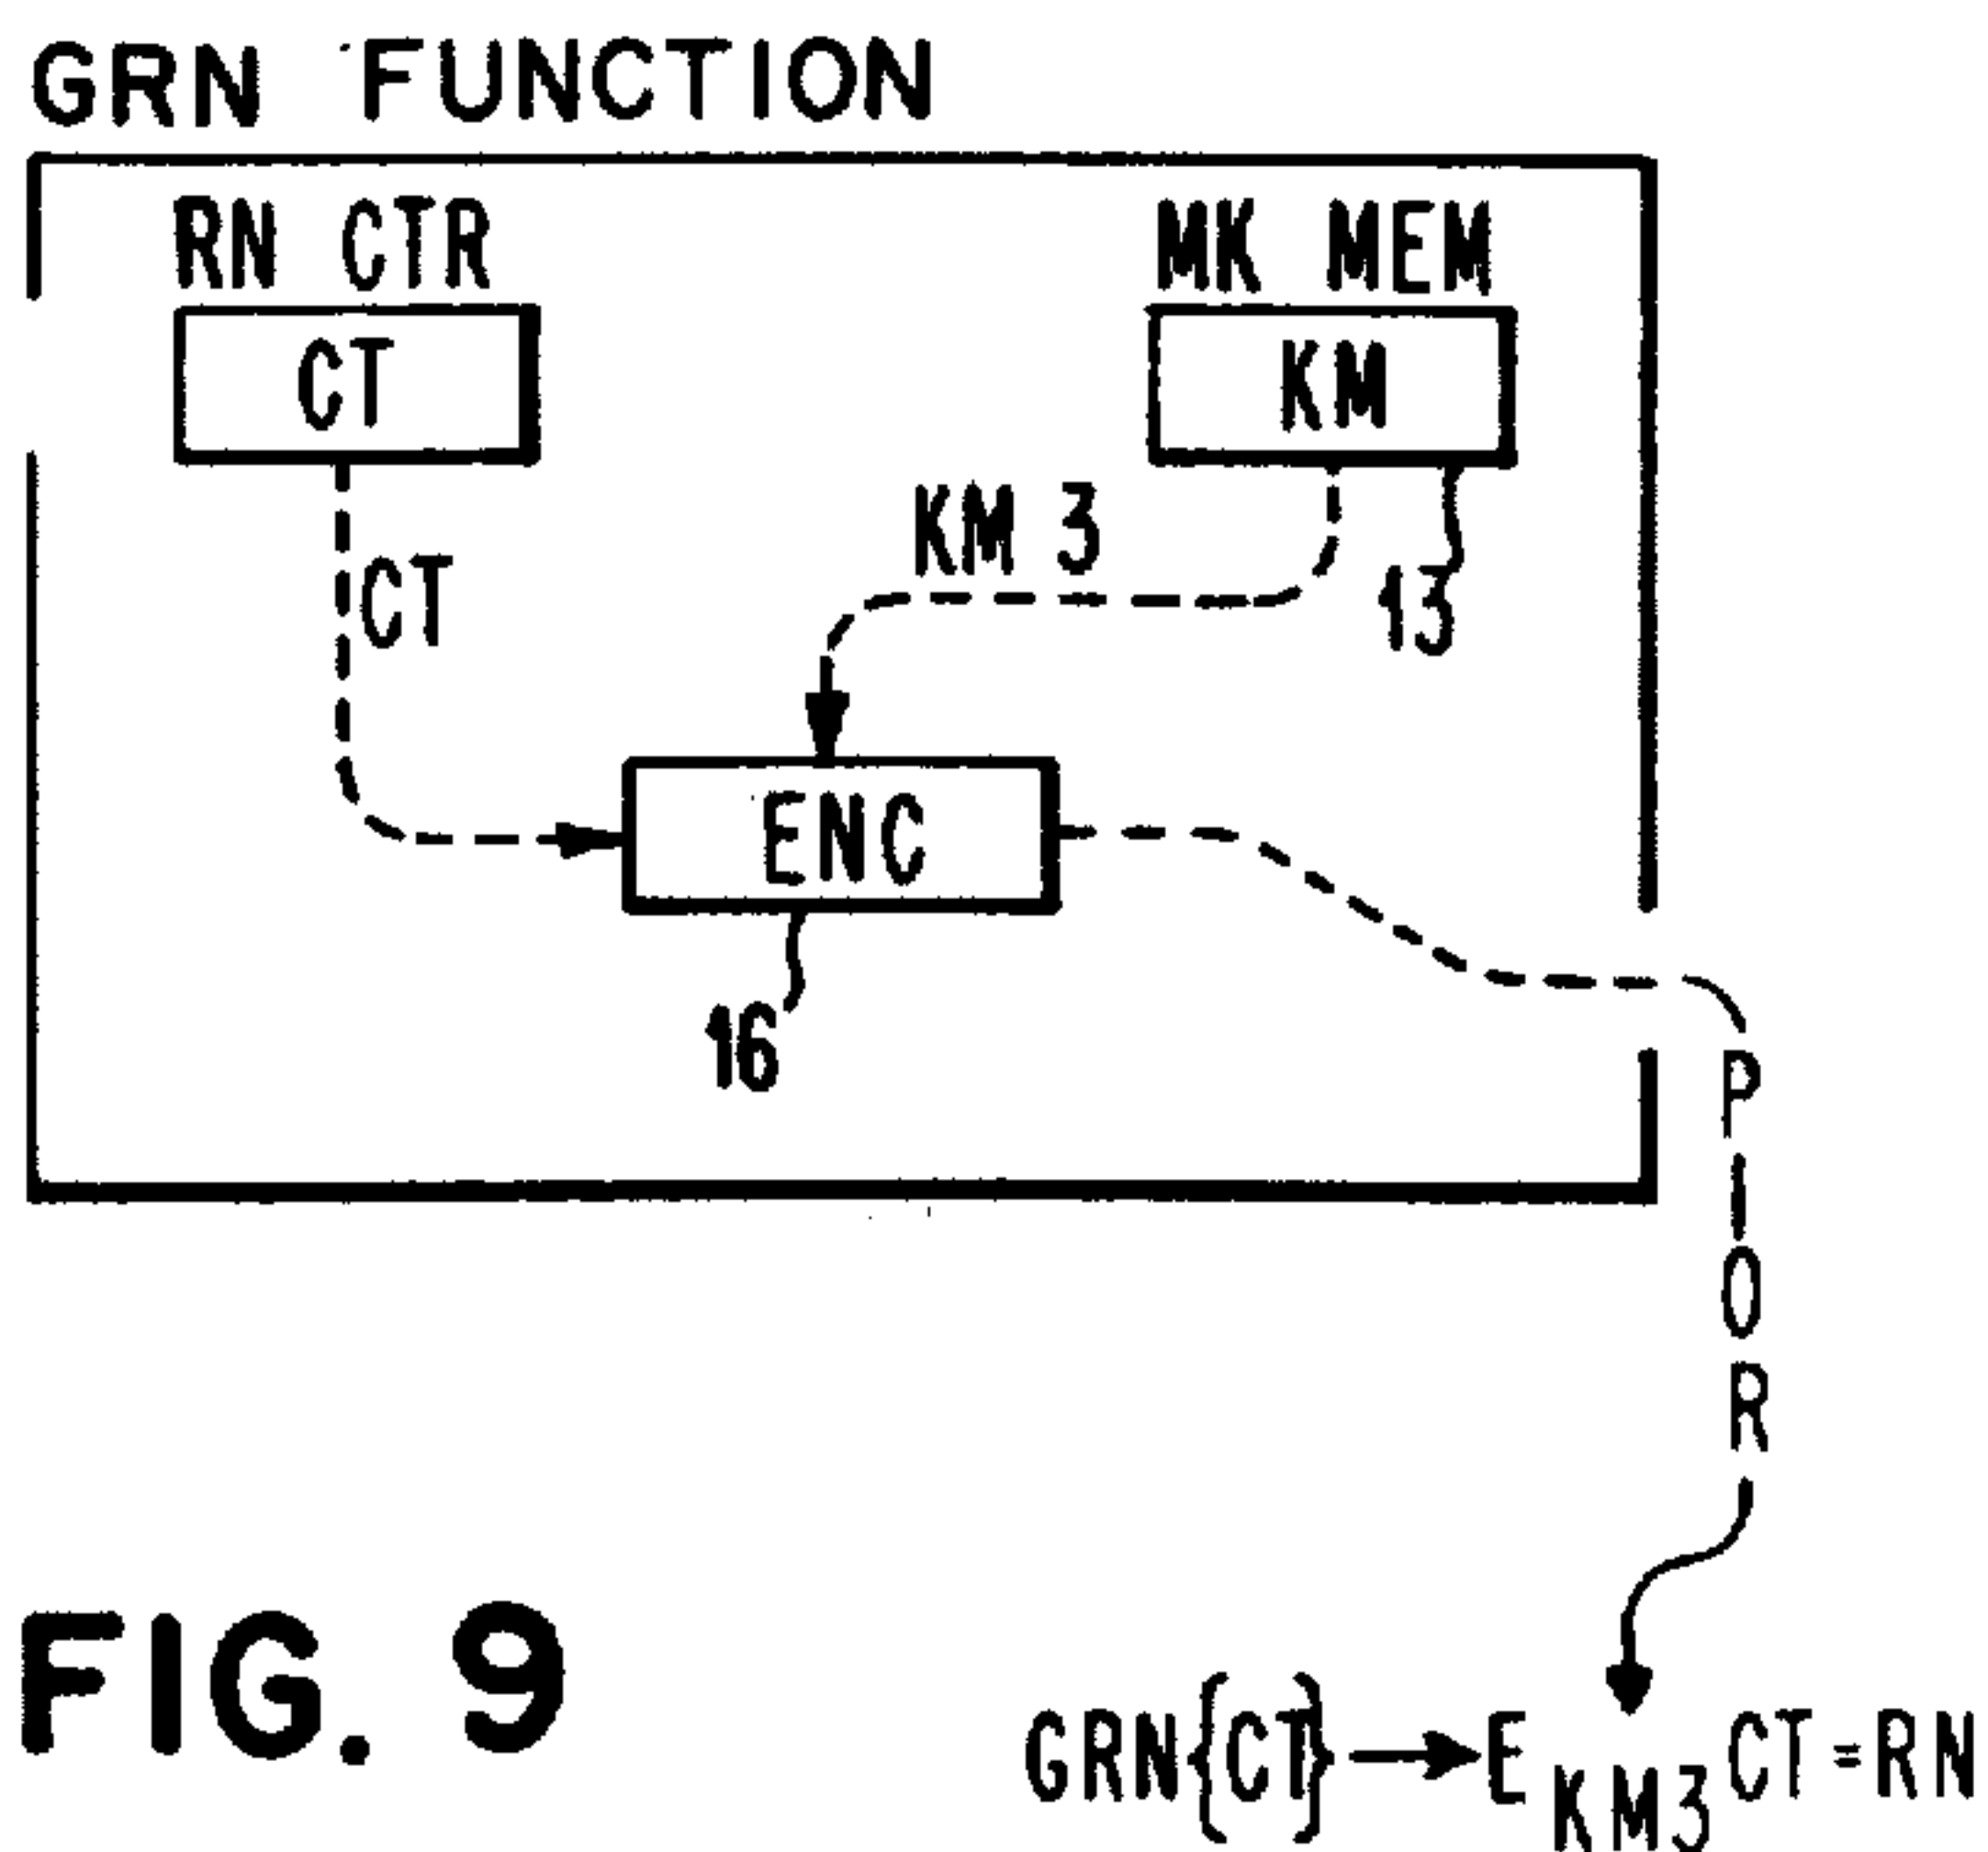 GRN FUNCTION
RN CTR
MK MEM
CT
KM
KM 3
CT
13
ENC
16
P
O
R
FIG. 9
GRN{CT}→E KM3 CT=RN